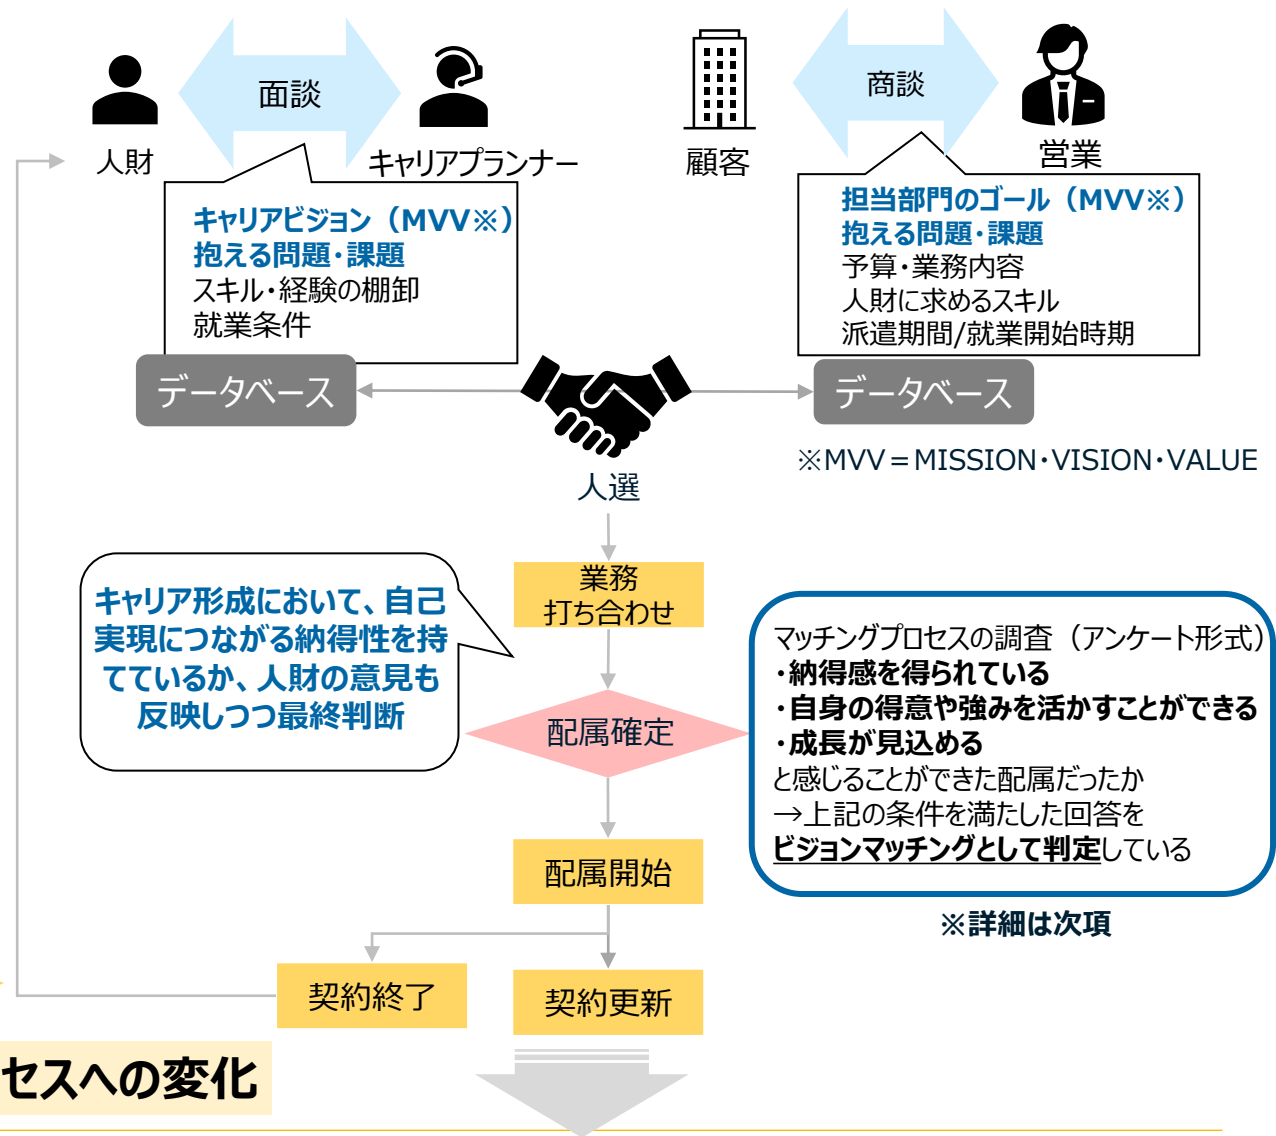 面談
商談
人財
キャリアプランナー
顧客
営業
キャリアビジョン（MVV※）
抱える問題・課題
スキル・経験の棚卸
就業条件
担当部門のゴール（MVV※）
抱える問題・課題
予算・業務内容
人財に求めるスキル
派遣期間/就業開始時期
データベース
データベース
※MVV＝MISSION・VISION・VALUE
人選
業務
打ち合わせ
キャリア形成において、自己
実現につながる納得性を持
てているか、人財の意見も
反映しつつ最終判断
配属確定
マッチングプロセスの調査（アンケート形式）
・納得感を得られている
・自身の得意や強みを活かすことができる
・成長が見込める
と感じることができた配属だったか
→上記の条件を満たした回答を
ビジョンマッチングとして判定している
配属開始
※詳細は次項
契約終了
契約更新
セスへの変化